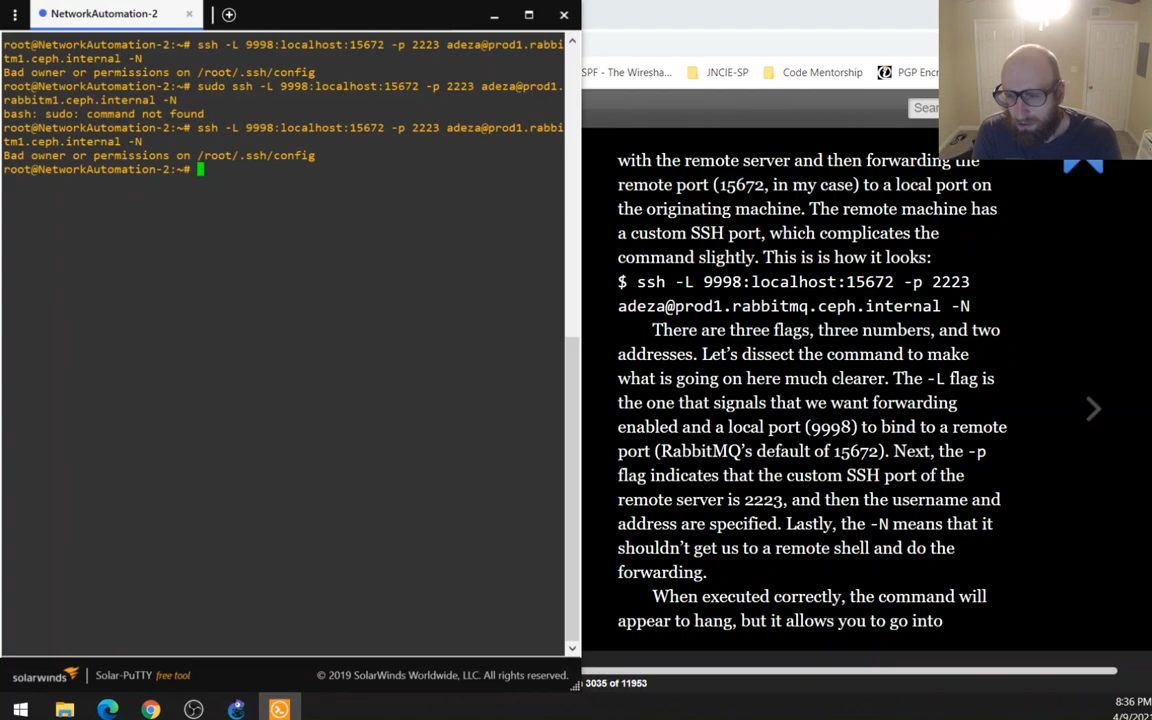 NetworkAutomation-2
root@NetworkAutomation-2:~# ssh -L 9998:localhost:15672 -p 2223 adeza@prod1.rabbi
tm1.ceph.internal -N
Bad owner or permissions on /root/.ssh/config
root@NetworkAutomation-2:~# sudo ssh -L 9998:localhost:15672 -p 2223 adeza@prod1.
rabbitm1.ceph.internal -N
bash: sudo: command not found
root@NetworkAutomation-2:~# ssh -L 9998:localhost:15672 -p 2223 adeza@prod1.rabbi
tm1.ceph.internal -N
Bad owner or permissions on /root/.ssh/config
root@NetworkAutomation-2:~#
solarwinds
Solar-PuTTY free tool
© 2019 SolarWinds Worldwide, LLC. All rights reserved.
SPF - The Wiresha...
JNCIE-SP
Code Mentorship
PGP Encr
Sear
with the remote server and then forwarding the
remote port (15672, in my case) to a local port on
the originating machine. The remote machine has
a custom SSH port, which complicates the
command slightly. This is is how it looks:
$ ssh -L 9998:localhost:15672 -p 2223
adeza@prod1.rabbitmq.ceph.internal -N
There are three flags, three numbers, and two
addresses. Let’s dissect the command to make
what is going on here much clearer. The -L flag is
the one that signals that we want forwarding
enabled and a local port (9998) to bind to a remote
port (RabbitMQ’s default of 15672). Next, the -p
flag indicates that the custom SSH port of the
remote server is 2223, and then the username and
address are specified. Lastly, the -N means that it
shouldn’t get us to a remote shell and do the
forwarding.
When executed correctly, the command will
appear to hang, but it allows you to go into
3035 of 11953
8:36 PM